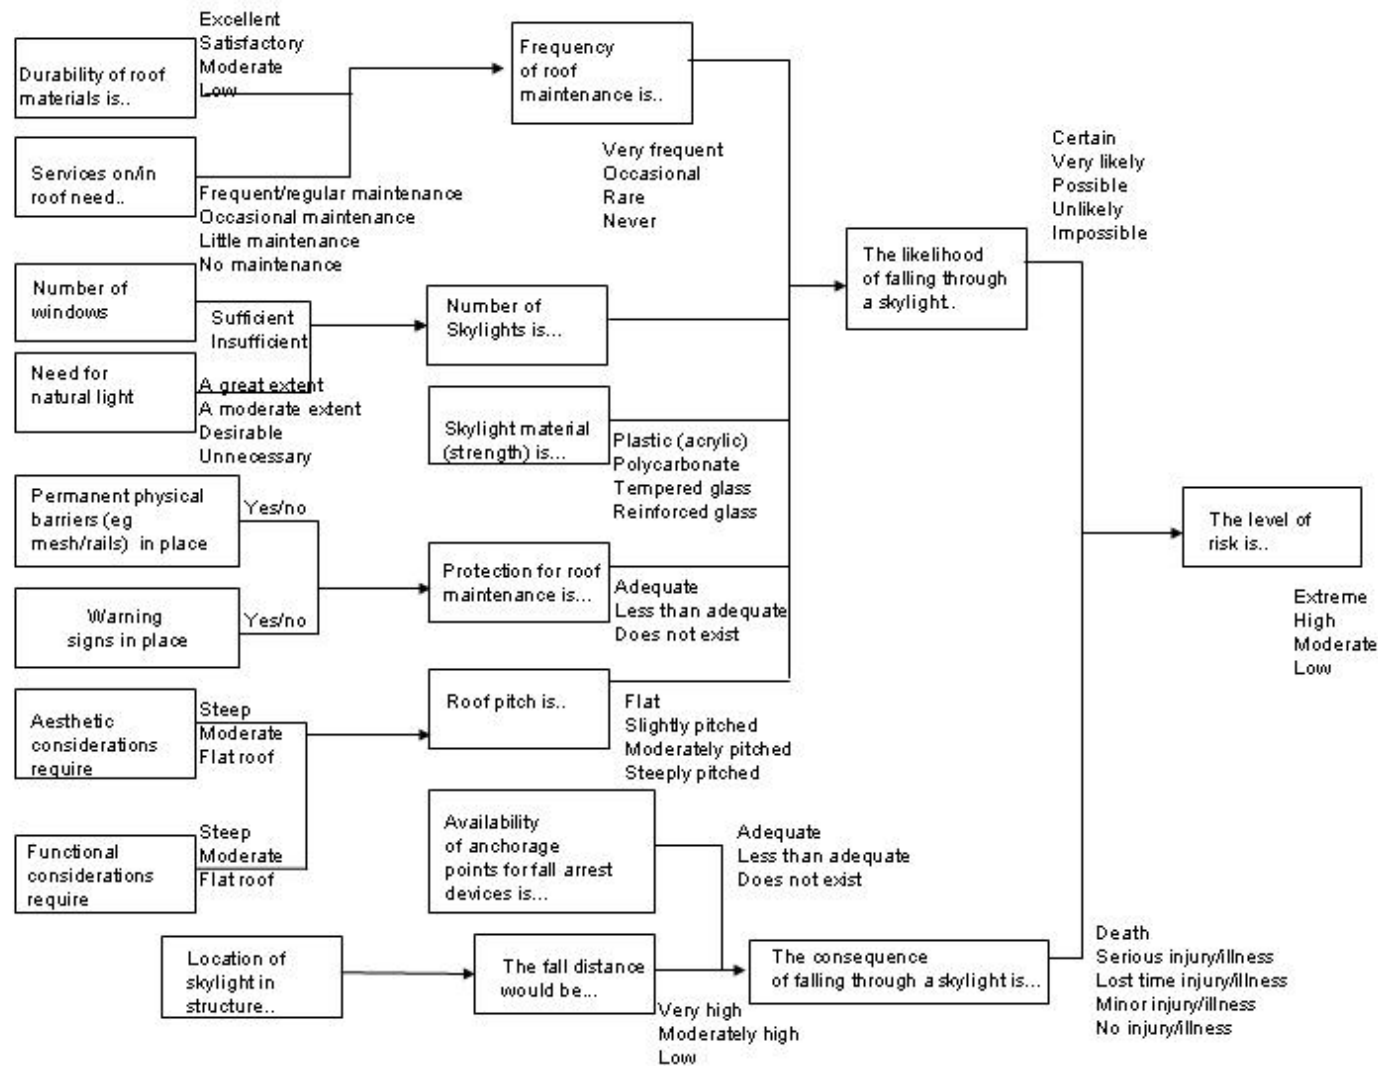 Excellent
Satisfactory
Moderate
Low
Durability of roof
materials is..
Frequency
of roof
maintenance is..
Services on/in
roof need..
Frequent/regular maintenance
Occasional maintenance
Little maintenance
No maintenance
Very frequent
Occasional
Rare
Never
Certain
Very likely
Possible
Unlikely
Impossible
The likelihood
of falling through
a skylight..
Number of
windows
Sufficient
Insufficient
Number of
Skylights is...
Need for
natural light
A great extent
A moderate extent
Desirable
Unnecessary
Skylight material
(strength) is...
Plastic (acrylic)
Polycarbonate
Tempered glass
Reinforced glass
Permanent physical
barriers (eg
mesh/rails) in place
Yes/no
The level of
risk is..
Extreme
High
Moderate
Low
Protection for roof
maintenance is...
Adequate
Less than adequate
Does not exist
Warning
signs in place
Yes/no
Aesthetic
considerations
require
Steep
Moderate
Flat roof
Roof pitch is..
Flat
Slightly pitched
Moderately pitched
Steeply pitched
Functional
considerations
require
Steep
Moderate
Flat roof
Availability
of anchorage
points for fall arrest
devices is...
Adequate
Less than adequate
Does not exist
Location of
skylight in
structure..
The fall distance
would be...
Very high
Moderately high
Low
The consequence
of falling through a skylight is...
Death
Serious injury/illness
Lost time injury/illness
Minor injury/illness
No injury/illness